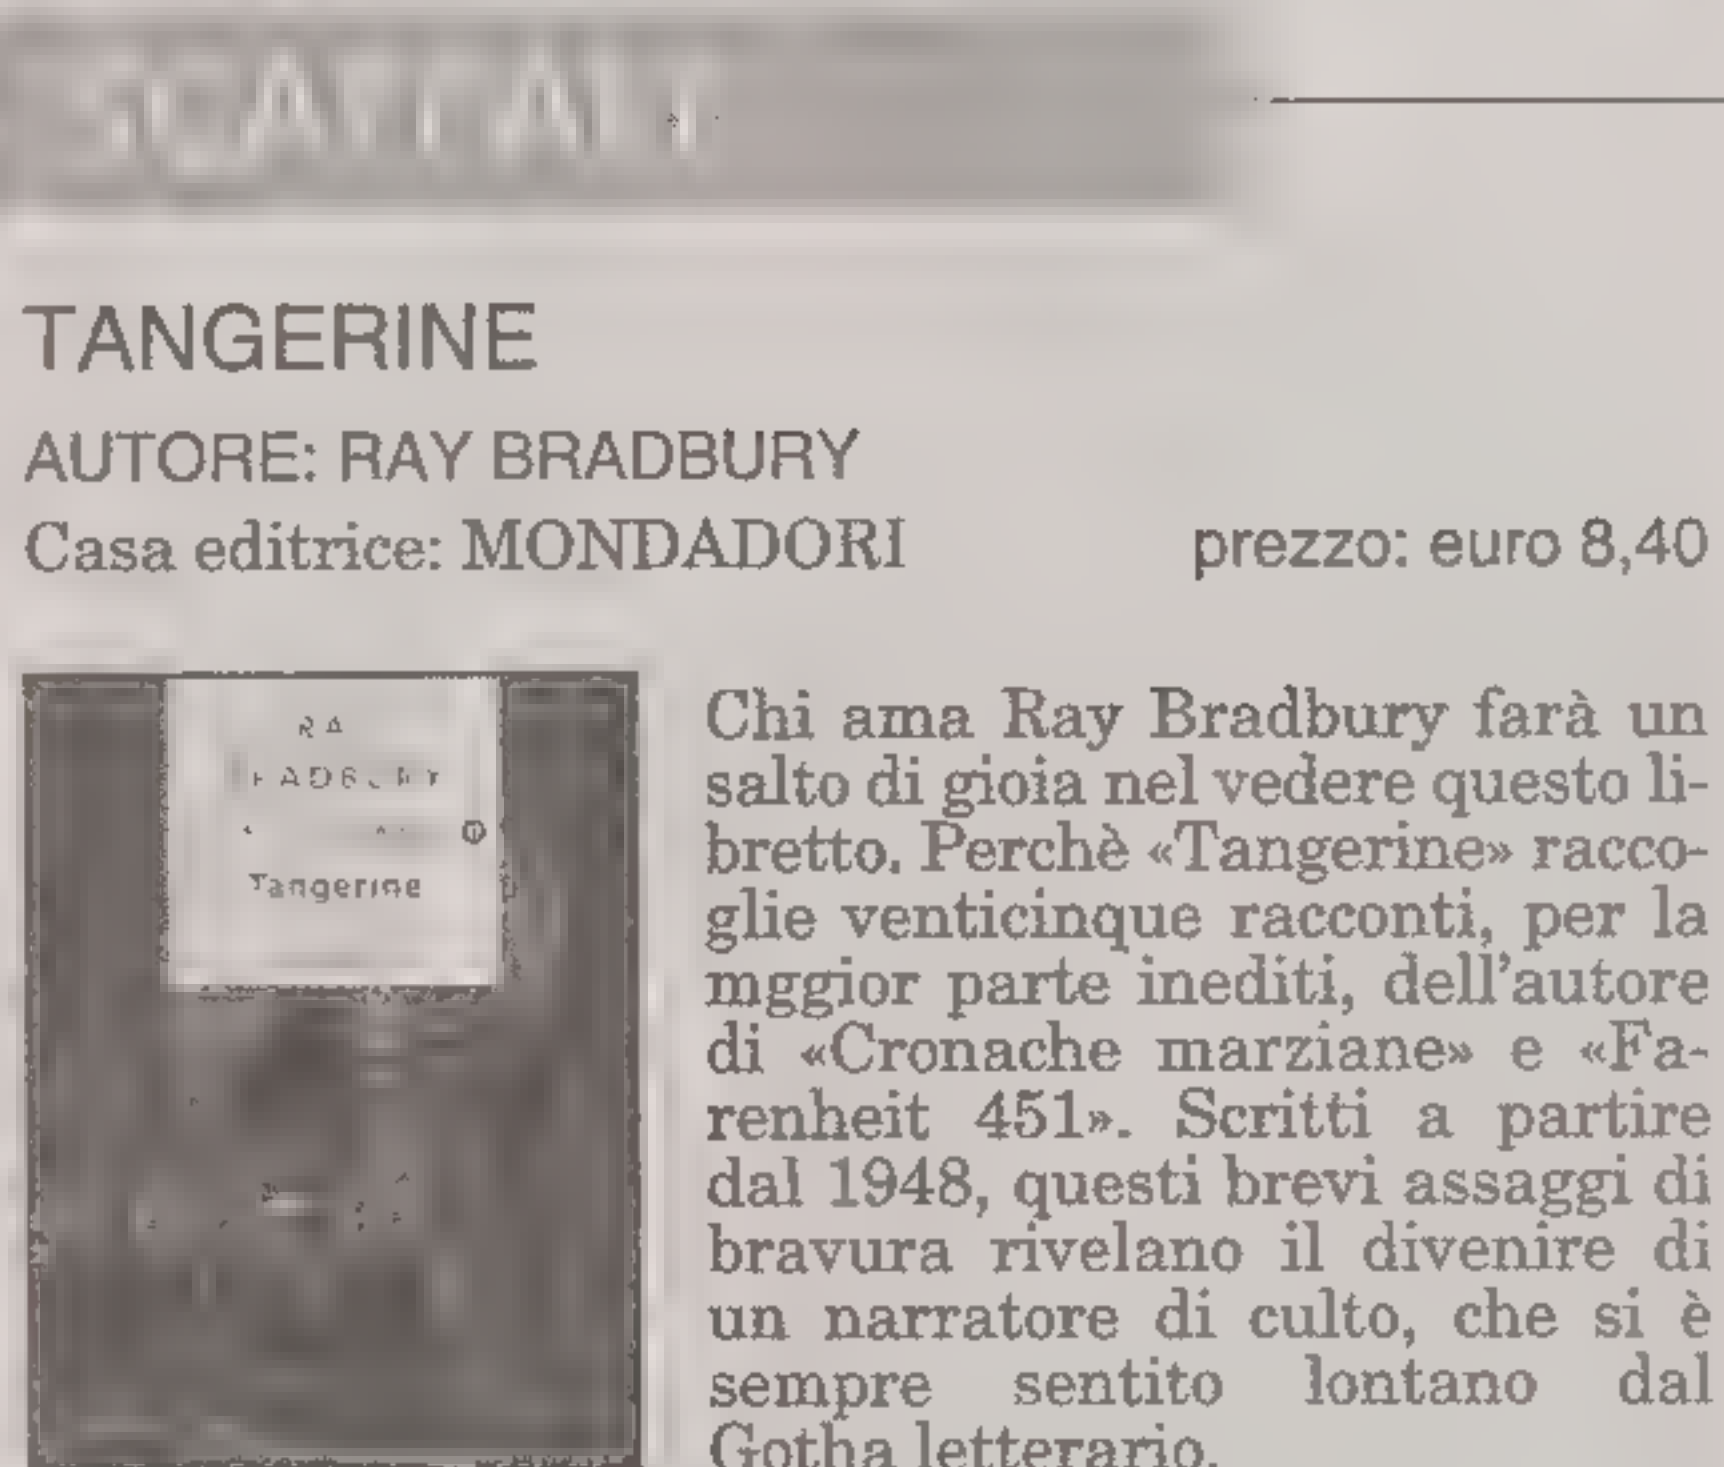 SCAFFALE
TANGERINE
AUTORE: RAY BRADBURY
Casa editrice: MONDADORI prezzo: euro 8,40
Tangerine
Chi ama Ray Bradbury farà un
salto di gioia nel vedere questo li-
bretto. Perchè «Tangerine» racco-
glie venticinque racconti, per la
mggior parte inediti, dell'autore
di «Cronache marziane» e «Fa-
renheit 451». Scritti a partire
dal 1948, questi brevi assaggi di
bravura rivelano il divenire di
un narratore di culto, che si è
sempre sentito lontano dal
Gotha letterario.